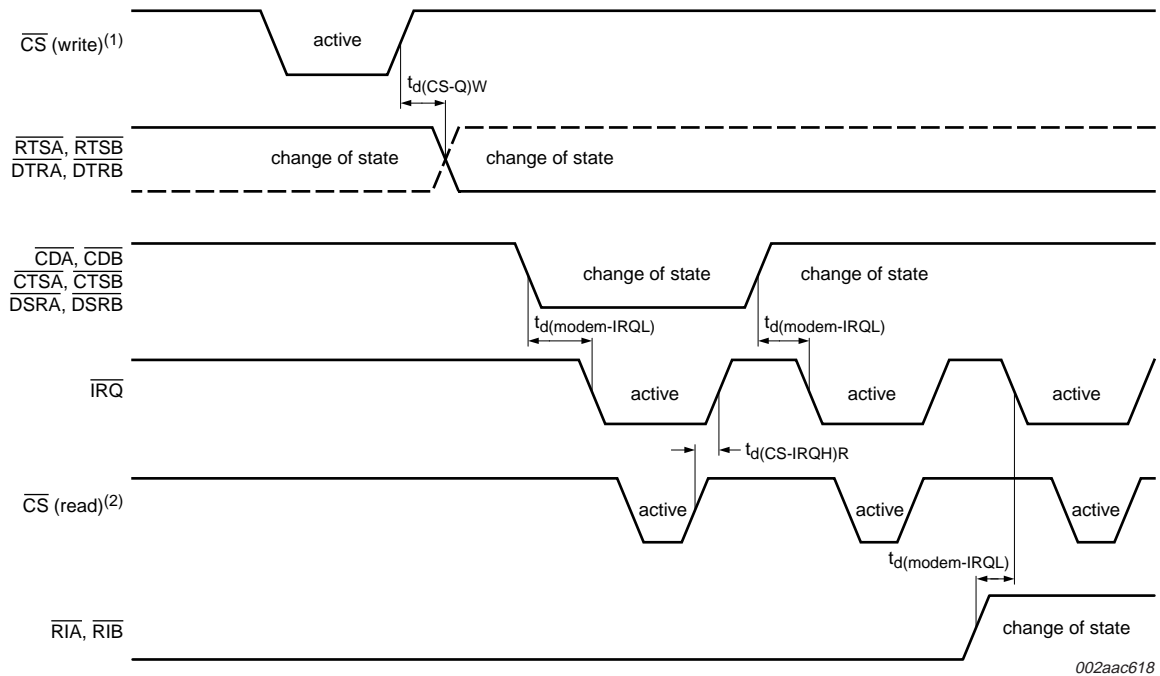 CS (write)(1)
active
td(CS-Q)W
RTSA, RTSB
DTRA, DTRB
change of state
change of state
CDA, CDB
CTSA, CTSB
DSRA, DSRB
change of state
change of state
td(modem-IRQL)
td(modem-IRQL)
IRQ
active
active
active
td(CS-IRQH)R
CS (read)(2)
active
active
active
td(modem-IRQL)
RIA, RIB
change of state
002aac618